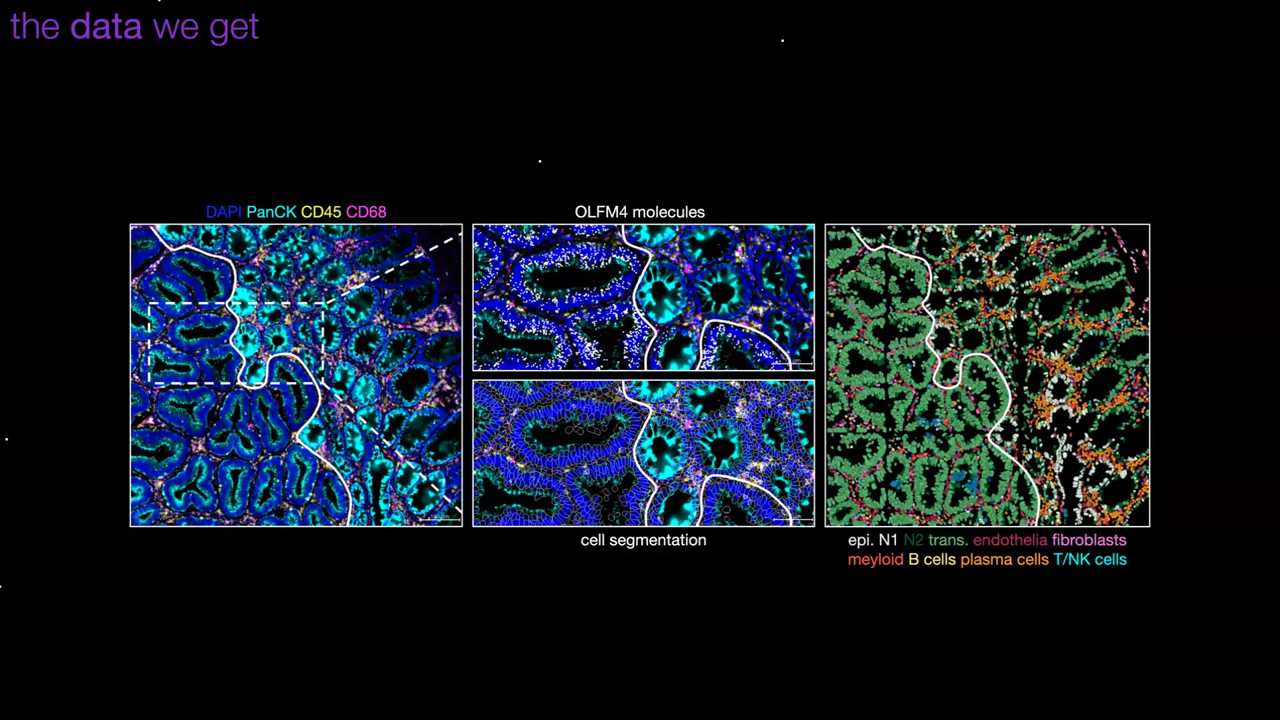 the data we get
DAPI PanCK CD45 CD68
OLFM4 molecules
cell segmentation
epi. N1 N2 trans. endothelia fibroblasts
meyloid B cells plasma cells T/NK cells